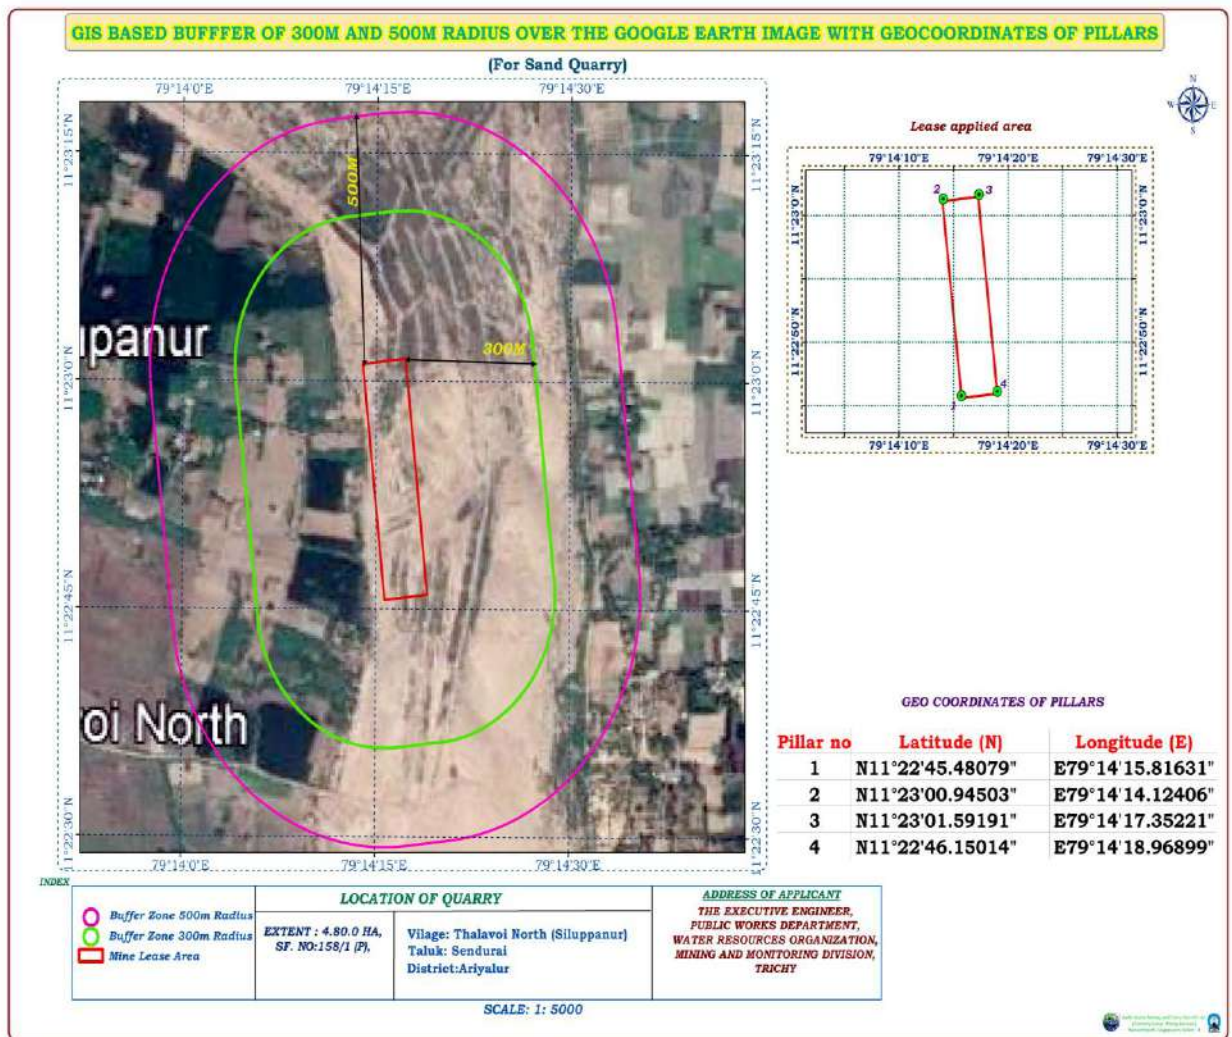 GIS BASED BUFFFER OF 300M AND 500M RADIUS OVER THE GOOGLE EARTH IMAGE WITH GEOCOORDINATES OF PILLARS
(For Sand Quarry)
79°14'0"E 79°14'15"E 79°14'30"E
11°23'15"N 11°23'15"N
500M
300M
upanur
11°23'0"N 11°23'0"N
11°22'45"N 11°22'45"N
oi North
11°22'30"N 11°22'30"N
79°14'0"E 79°14'15"E 79°14'30"E
N
W E
S
Lease applied area
79°14'10"E 79°14'20"E 79°14'30"E
2 3
11°23'0"N 11°23'0"N
11°22'50"N 11°22'50"N
1 4
79°14'10"E 79°14'20"E 79°14'30"E
GEO COORDINATES OF PILLARS
Pillar no Latitude (N) Longitude (E)
1 N11°22'45.48079" E79°14'15.81631"
2 N11°23'00.94503" E79°14'14.12406"
3 N11°23'01.59191" E79°14'17.35221"
4 N11°22'46.15014" E79°14'18.96899"
INDEX
Buffer Zone 500m Radius
Buffer Zone 300m Radius
Mine Lease Area
LOCATION OF QUARRY
EXTENT : 4.80.0 HA,
SF. NO:158/1 (P),
Vilage: Thalavoi North (Siluppanur)
Taluk: Sendurai
District:Ariyalur
ADDRESS OF APPLICANT
THE EXECUTIVE ENGINEER,
PUBLIC WORKS DEPARTMENT,
WATER RESOURCES ORGANIZATION,
MINING AND MONITORING DIVISION,
TRICHY
SCALE: 1: 5000